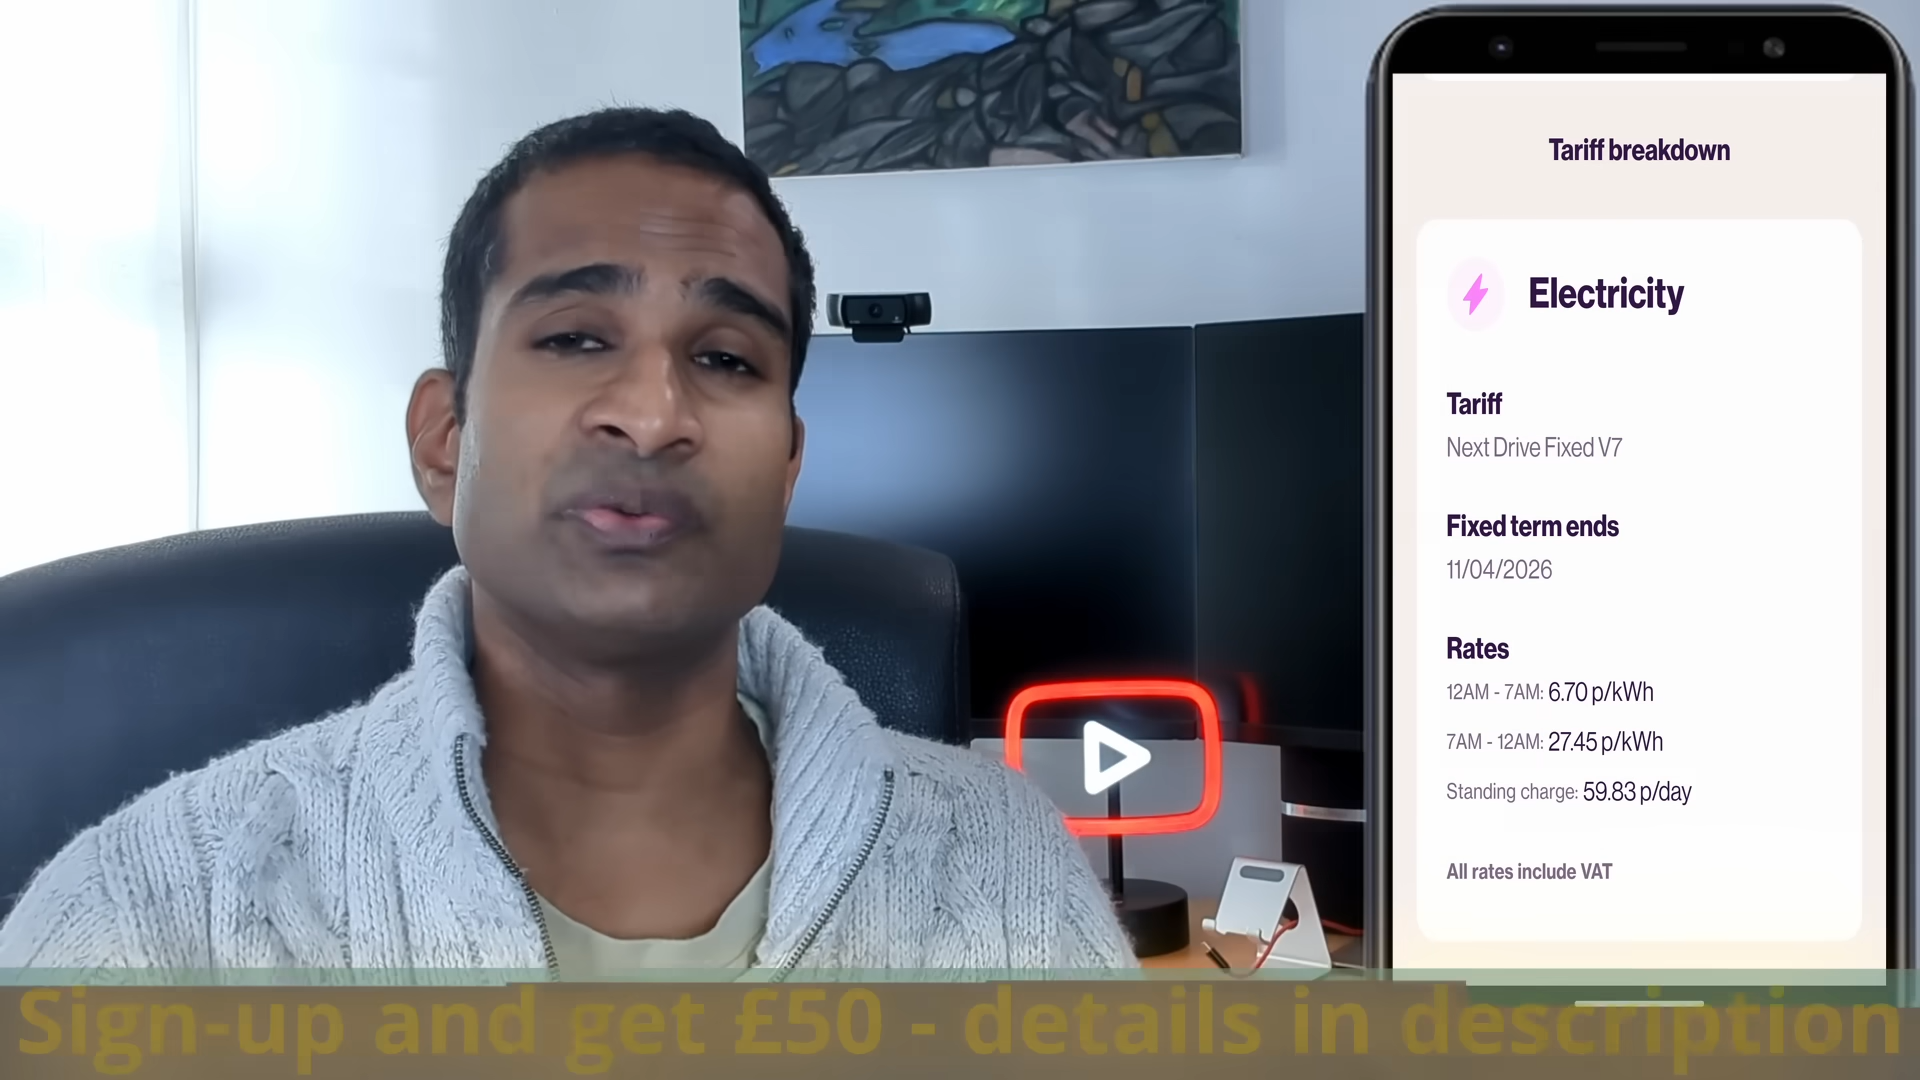 Tariff breakdown
Electricity
Tariff
Next Drive Fixed V7
Fixed term ends
11/04/2026
Rates
12AM - 7AM: 6.70 p/kWh
7AM - 12AM: 27.45 p/kWh
Standing charge: 59.83 p/day
All rates include VAT
Sign-up and get £50 - details in description